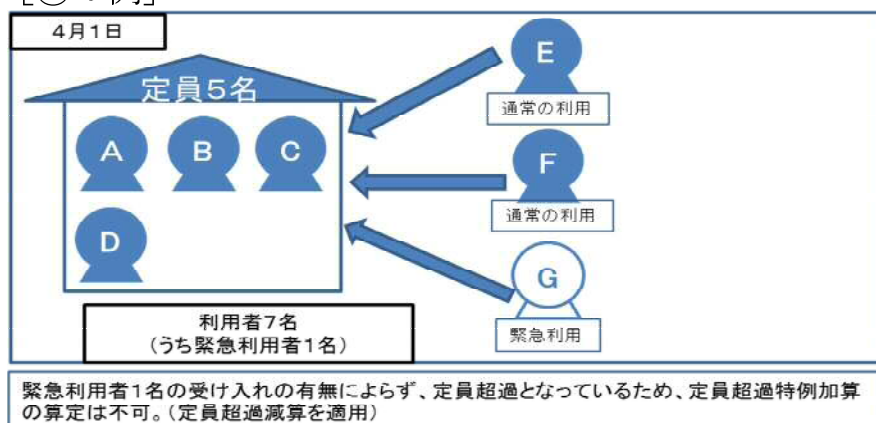 ４月１日
定員５名
A
B
C
D
E
通常の利用
F
通常の利用
G
緊急利用
利用者７名
（うち緊急利用者１名）
緊急利用者１名の受け入れの有無によらず、定員超過となっているため、定員超過特例加算
の算定は不可。（定員超過減算を適用）